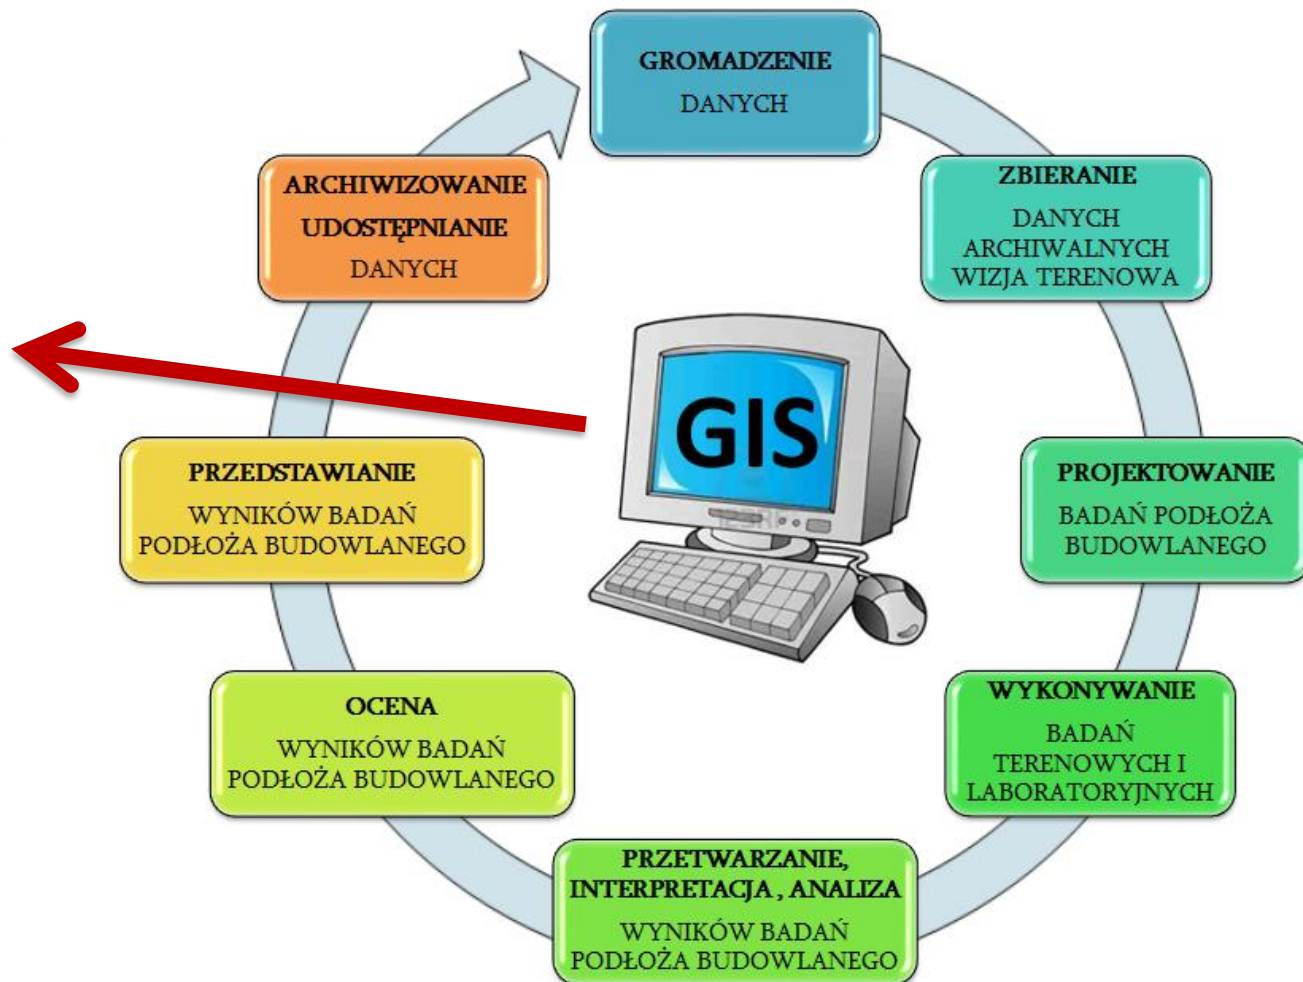 GROMADZENIE
DANYCH
ZBIERANIE
DANYCH
ARCHIWALNYCH
WIZJA TERENOWA
PROJEKTOWANIE
BADAŃ PODŁOŻA
BUDOWLANEGO
WYKONYWANIE
BADAŃ
TERENOWYCH I
LABORATORYJNYCH
PRZETWARZANIE,
INTERPRETACJA , ANALIZA
WYNIKÓW BADAŃ
PODŁOŻA BUDOWLANEGO
OCENA
WYNIKÓW BADAŃ
PODŁOŻA BUDOWLANEGO
PRZEDSTAWIANIE
WYNIKÓW BADAŃ
PODŁOŻA BUDOWLANEGO
ARCHIWIZOWANIE
UDOSTĘPNIANIE
DANYCH
GIS